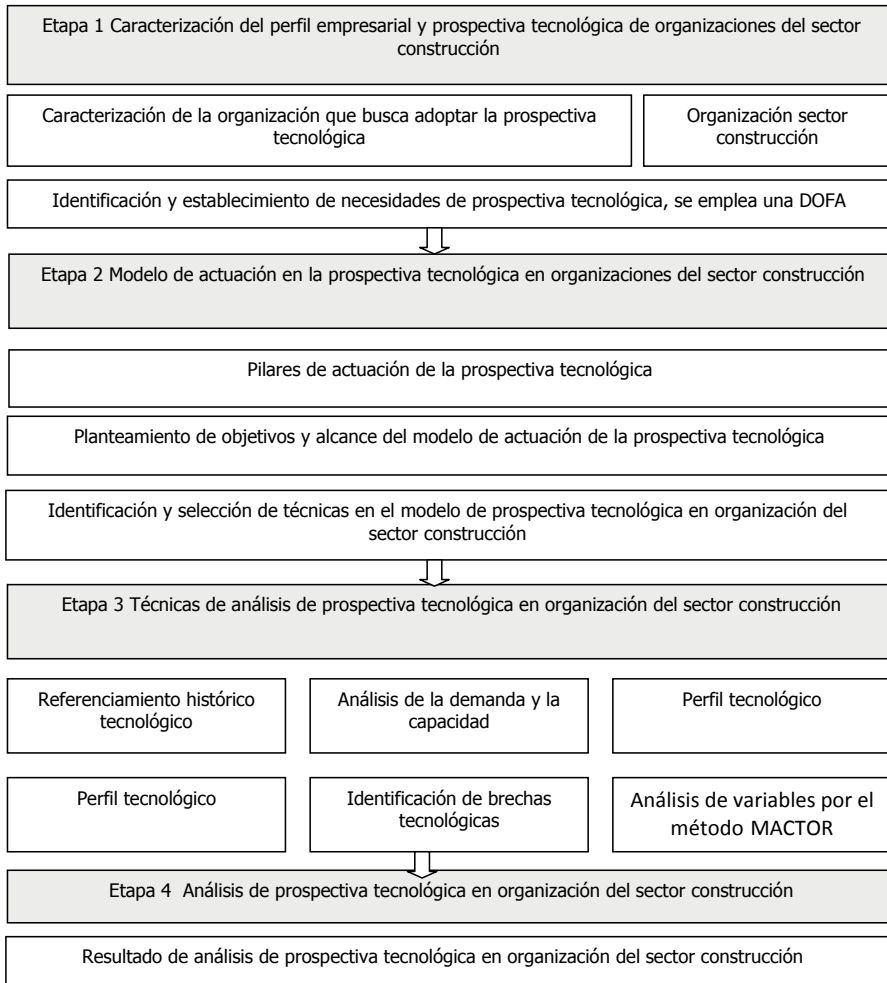 Etapa 1 Caracterización del perfil empresarial y prospectiva tecnológica de organizaciones del sector
construcción
Caracterización de la organización que busca adoptar la prospectiva
tecnológica
Organización sector
construcción
Identificación y establecimiento de necesidades de prospectiva tecnológica, se emplea una DOFA
Etapa 2 Modelo de actuación en la prospectiva tecnológica en organizaciones del sector construcción
Pilares de actuación de la prospectiva tecnológica
Planteamiento de objetivos y alcance del modelo de actuación de la prospectiva tecnológica
Identificación y selección de técnicas en el modelo de prospectiva tecnológica en organización del
sector construcción
Etapa 3 Técnicas de análisis de prospectiva tecnológica en organización del sector construcción
Referenciamiento histórico
tecnológico
Análisis de la demanda y la
capacidad
Perfil tecnológico
Perfil tecnológico
Identificación de brechas
tecnológicas
Análisis de variables por el
método MACTOR
Etapa 4 Análisis de prospectiva tecnológica en organización del sector construcción
Resultado de análisis de prospectiva tecnológica en organización del sector construcción